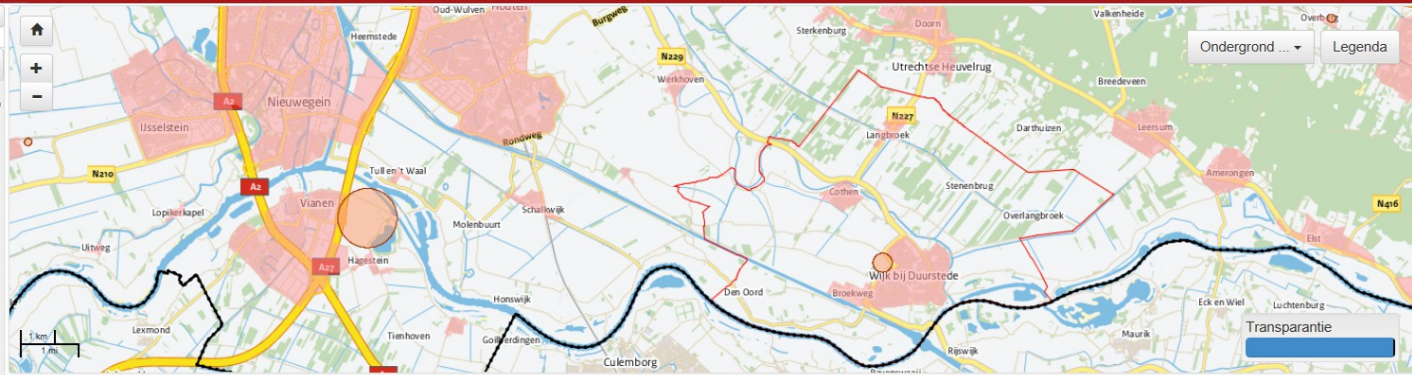 Oud-Wulven
Houten
Burgweg
Sterkenburg
Doorn
Valkenheide
Heemstede
N229
Werkhoven
Utrechtse Heuvelrug
Ondergrond ...
Legenda
+
-
Breedeveen
A2
Nieuwegein
IJsselstein
Rondweg
N227
Langbroek
Darthuizen
Leersum
N210
Tull en 't Waal
A2
Vianen
Cothen
Stenenbrug
Amerongen
N416
Lopikerkapel
Schalkwijk
Molenbuurt
Overlangbroek
Uitweg
Hagestein
A27
Elst
Wijk bij Duurstede
Den Oord
Broekweg
Honswijk
Eck en Wiel
Luchtenburg
Lexmond
Tienhoven
Transparantie
1 km
1 mi
Maurik
Rijswijk
Culemborg